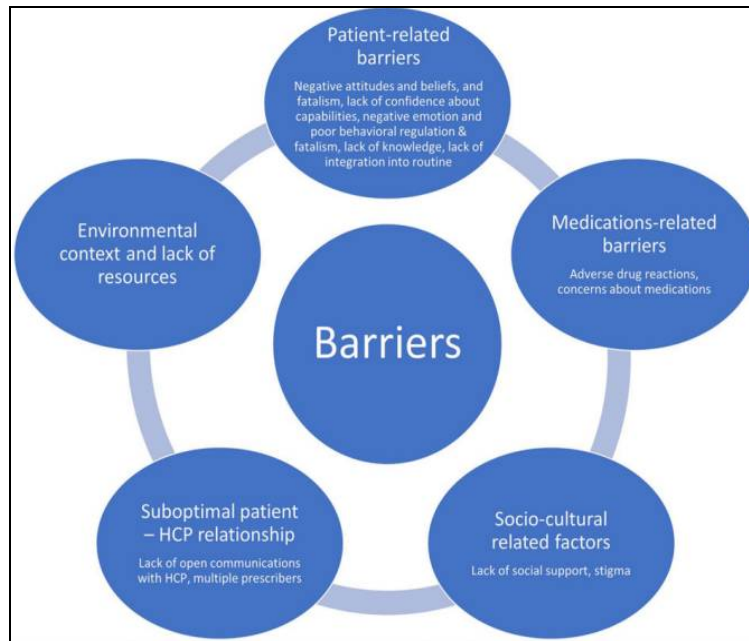 Patient-related
barriers
Negative attitudes and beliefs, and
fatalism, lack of confidence about
capabilities, negative emotion and
poor behavioral regulation &
fatalism, lack of knowledge, lack of
integration into routine
Environmental
context and lack of
resources
Medications-related
barriers
Adverse drug reactions,
concerns about medications
Barriers
Suboptimal patient
– HCP relationship
Lack of open communications
with HCP, multiple prescribers
Socio-cultural
related factors
Lack of social support, stigma